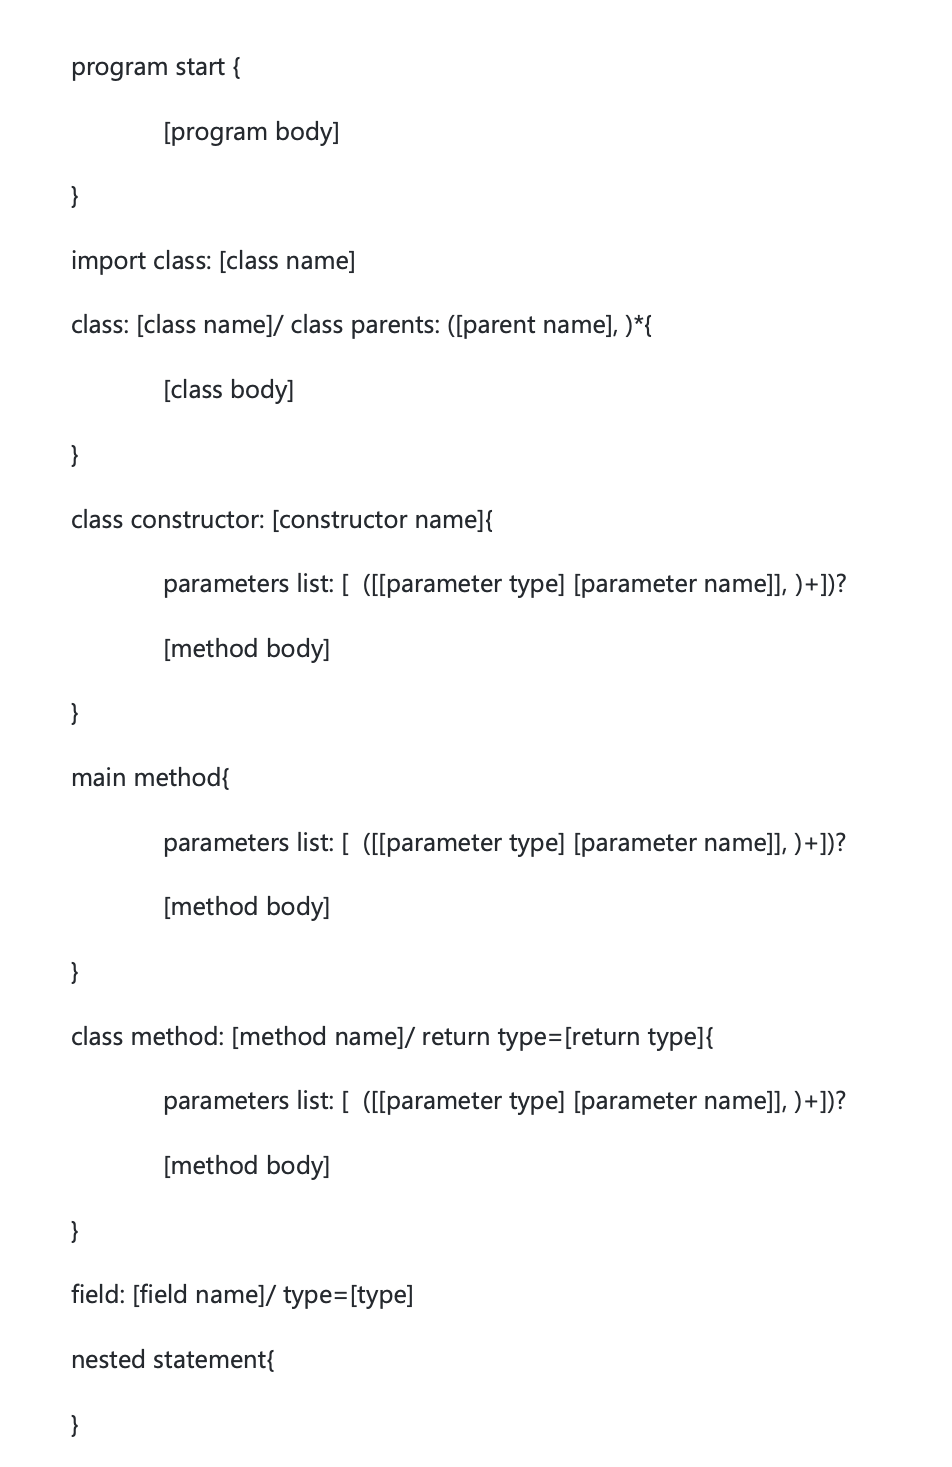 program start {
[program body]
}
import class: [class name]
class: [class name]/ class parents: ([parent name], )*{
[class body]
}
class constructor: [constructor name]{
parameters list: [  ([[parameter type] [parameter name]], )+])?
[method body]
}
main method{
parameters list: [  ([[parameter type] [parameter name]], )+])?
[method body]
}
class method: [method name]/ return type=[return type]{
parameters list: [  ([[parameter type] [parameter name]], )+])?
[method body]
}
field: [field name]/ type=[type]
nested statement{
}